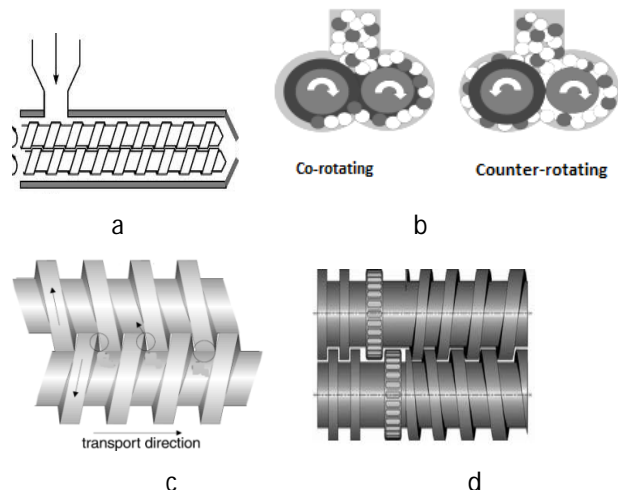 a
Co-rotating
Counter-rotating
b
transport direction
c
d